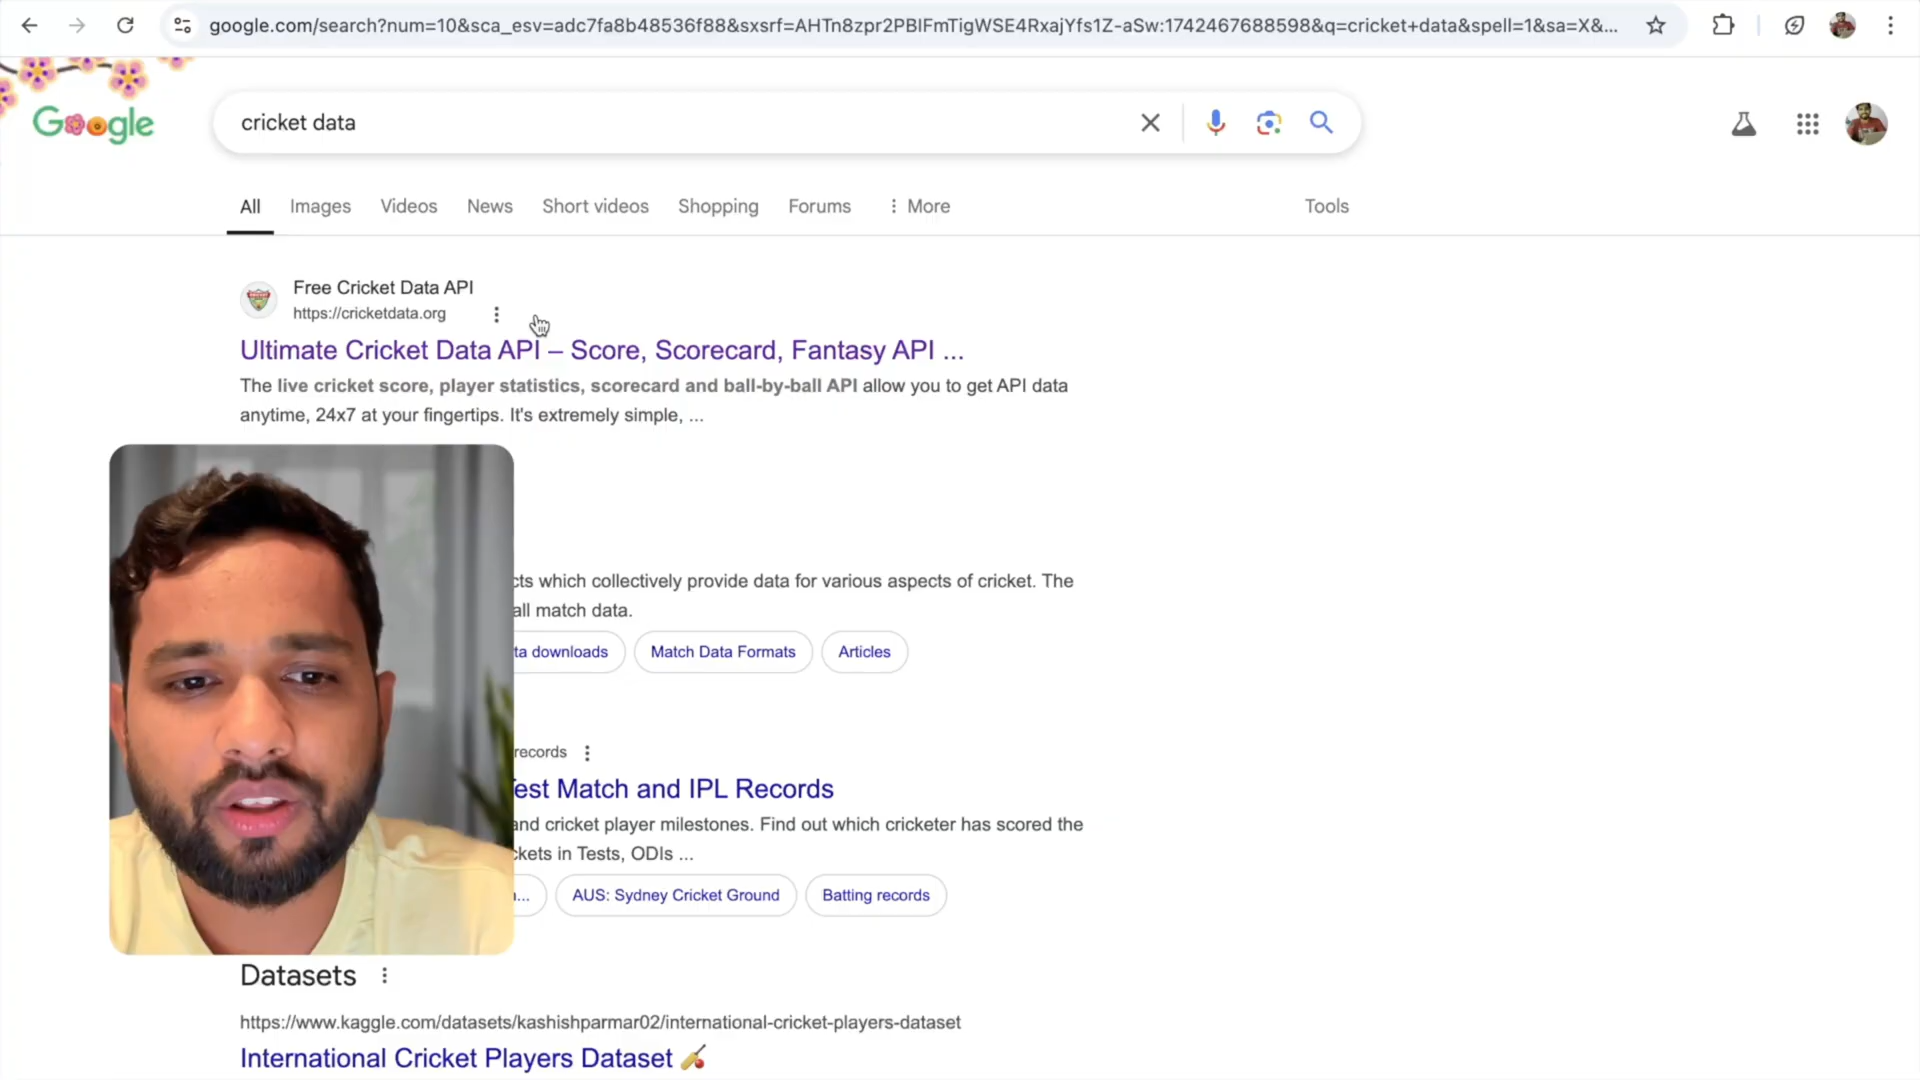 google.com/search?num=10&sca_esv=adc7fa8b48536f88&sxsrf=AHTn8zpr2PBlFmTigWSE4RxajYfs1Z-aSw:1742467688598&q=cricket+data&spell=1&sa=X&...
Google
cricket data
All Images Videos News Short videos Shopping Forums More Tools
Free Cricket Data API
https://cricketdata.org
Ultimate Cricket Data API – Score, Scorecard, Fantasy API ...
The live cricket score, player statistics, scorecard and ball-by-ball API allow you to get API data
anytime, 24x7 at your fingertips. It's extremely simple, ...
cts which collectively provide data for various aspects of cricket. The
all match data.
ta downloads Match Data Formats Articles
records
est Match and IPL Records
and cricket player milestones. Find out which cricketer has scored the
ckets in Tests, ODIs ...
... AUS: Sydney Cricket Ground Batting records
Datasets
https://www.kaggle.com/datasets/kashishparmar02/international-cricket-players-dataset
International Cricket Players Dataset 🏏